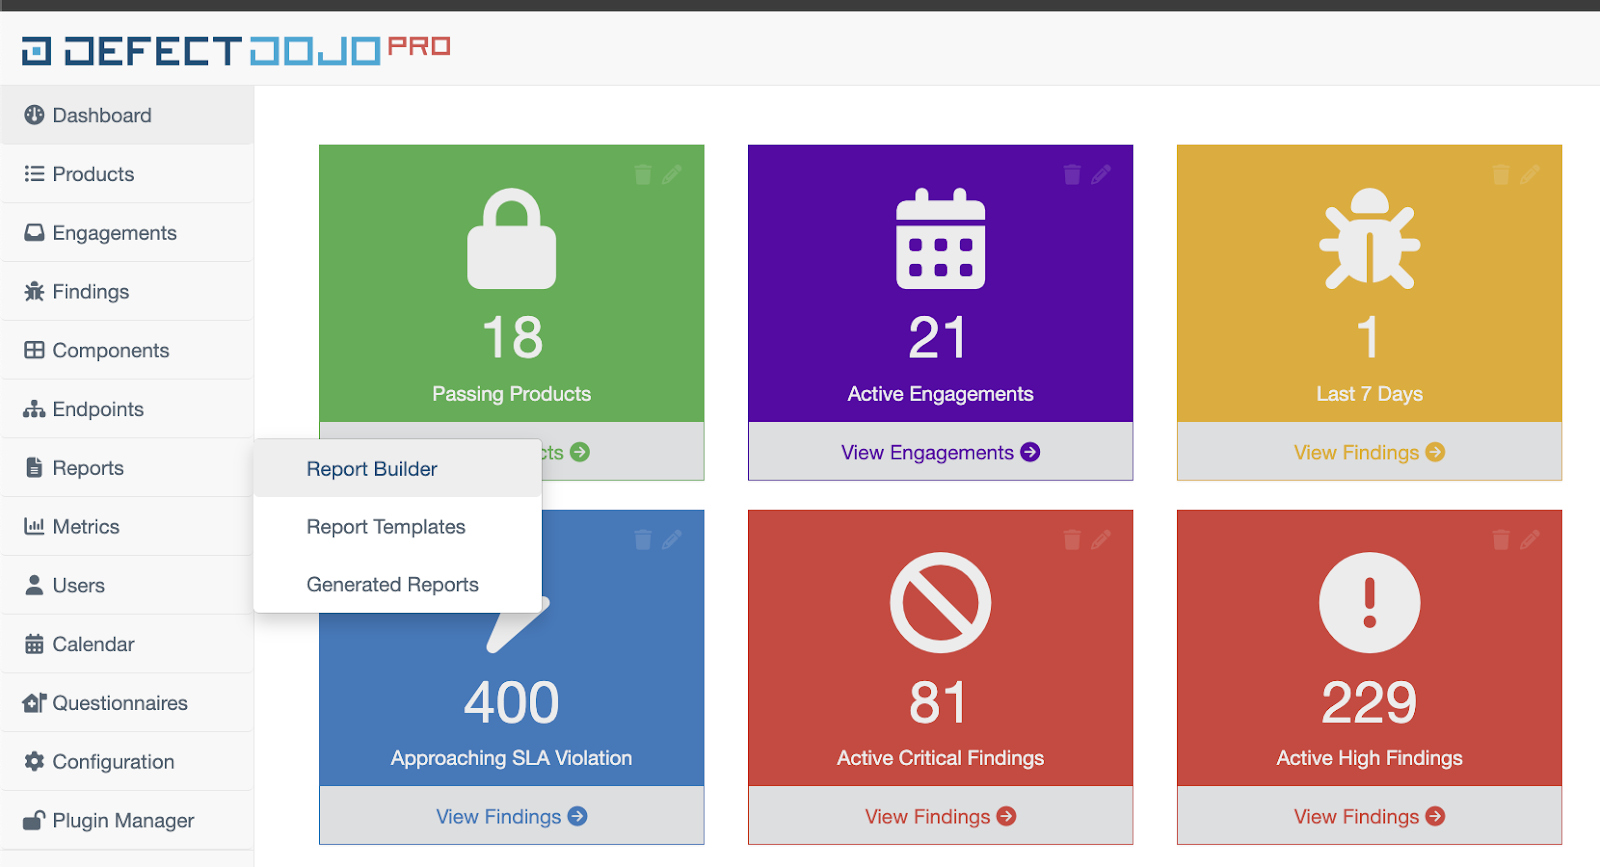 DEFECTDOJO PRO
Dashboard
Products
Engagements
Findings
Components
Endpoints
Reports
Metrics
Users
Calendar
Questionnaires
Configuration
Plugin Manager
Report Builder
Report Templates
Generated Reports
18
Passing Products
cts
21
Active Engagements
View Engagements
1
Last 7 Days
View Findings
400
Approaching SLA Violation
View Findings
81
Active Critical Findings
View Findings
229
Active High Findings
View Findings